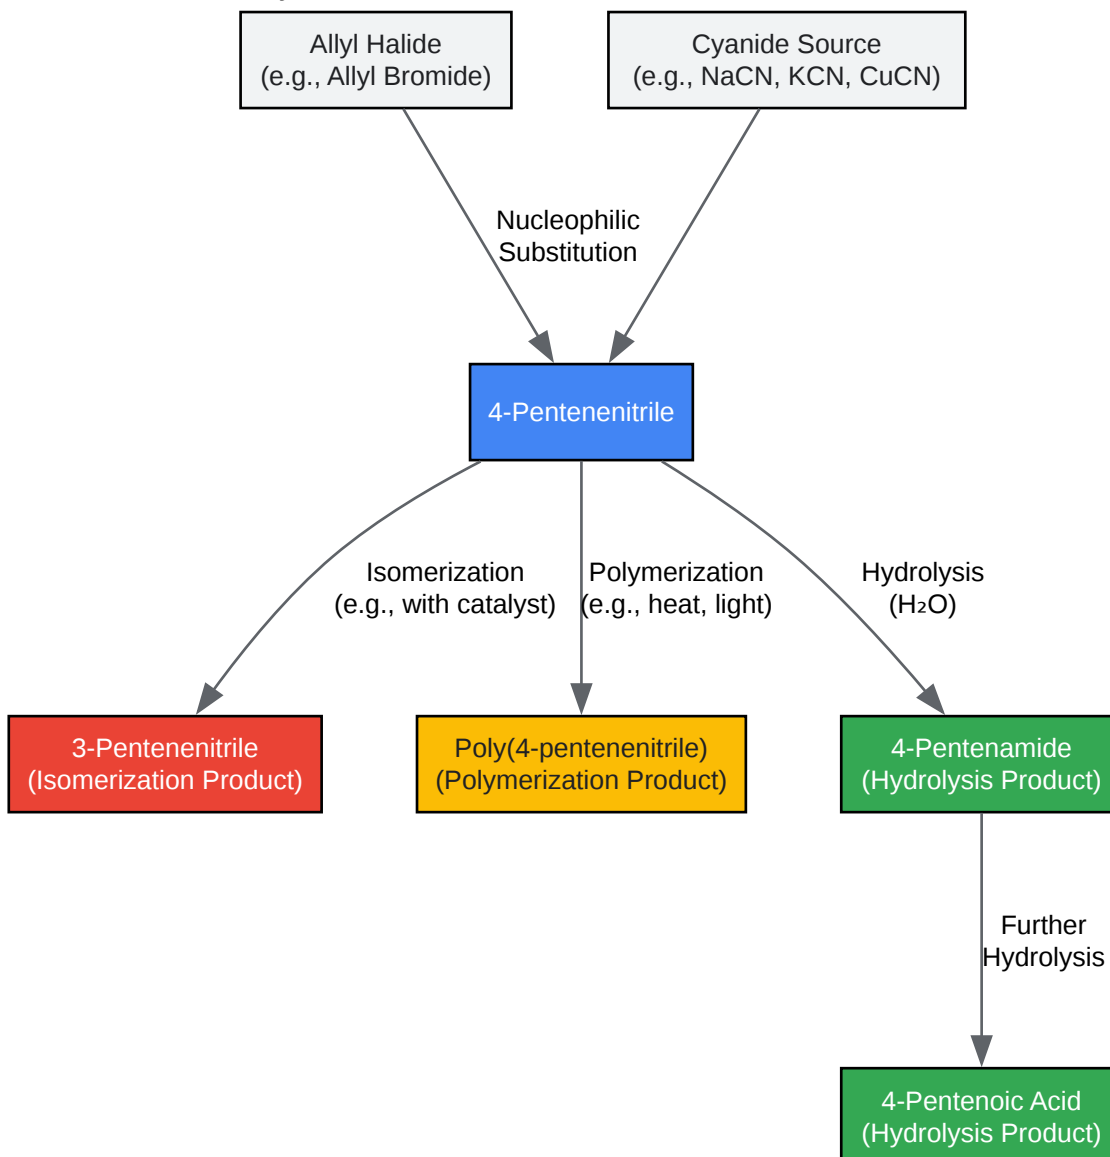 Allyl Halide
(e.g., Allyl Bromide)
Cyanide Source
(e.g., NaCN, KCN, CuCN)
Nucleophilic
Substitution
4-Pentenenitrile
Isomerization
(e.g., with catalyst)
Polymerization
(e.g., heat, light)
Hydrolysis
(H₂O)
3-Pentenenitrile
(Isomerization Product)
Poly(4-pentenenitrile)
(Polymerization Product)
4-Pentenamide
(Hydrolysis Product)
Further
Hydrolysis
4-Pentenoic Acid
(Hydrolysis Product)